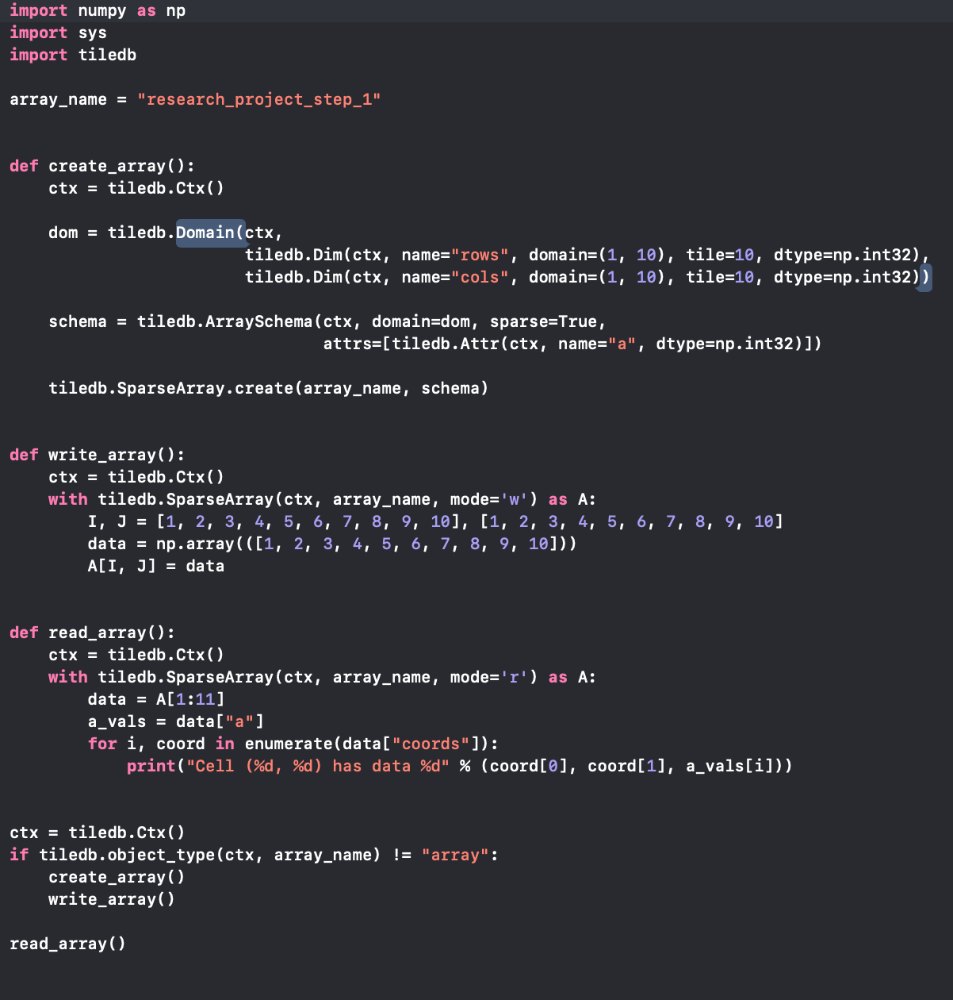 import numpy as np
import sys
import tiledb

array_name = "research_project_step_1"


def create_array():
    ctx = tiledb.Ctx()

    dom = tiledb.Domain(ctx,
                        tiledb.Dim(ctx, name="rows", domain=(1, 10), tile=10, dtype=np.int32),
                        tiledb.Dim(ctx, name="cols", domain=(1, 10), tile=10, dtype=np.int32))

    schema = tiledb.ArraySchema(ctx, domain=dom, sparse=True,
                                attrs=[tiledb.Attr(ctx, name="a", dtype=np.int32)])

    tiledb.SparseArray.create(array_name, schema)


def write_array():
    ctx = tiledb.Ctx()
    with tiledb.SparseArray(ctx, array_name, mode='w') as A:
        I, J = [1, 2, 3, 4, 5, 6, 7, 8, 9, 10], [1, 2, 3, 4, 5, 6, 7, 8, 9, 10]
        data = np.array(([1, 2, 3, 4, 5, 6, 7, 8, 9, 10]))
        A[I, J] = data


def read_array():
    ctx = tiledb.Ctx()
    with tiledb.SparseArray(ctx, array_name, mode='r') as A:
        data = A[1:11]
        a_vals = data["a"]
        for i, coord in enumerate(data["coords"]):
            print("Cell (%d, %d) has data %d" % (coord[0], coord[1], a_vals[i]))


ctx = tiledb.Ctx()
if tiledb.object_type(ctx, array_name) != "array":
    create_array()
    write_array()

read_array()